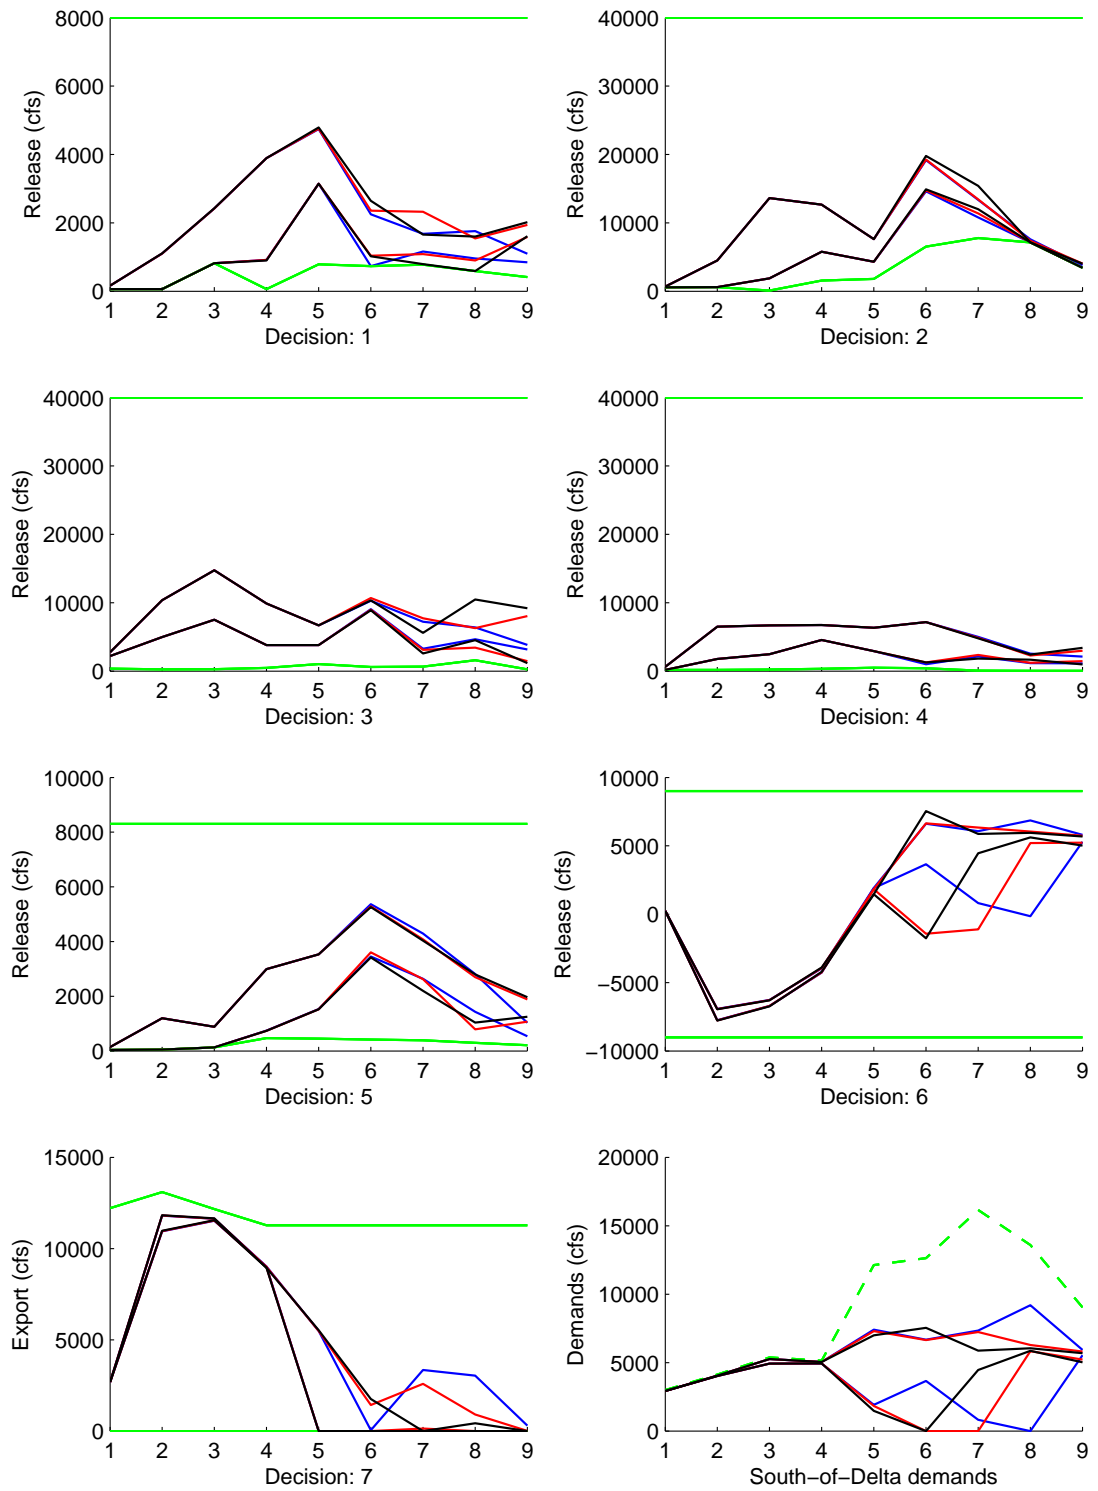 8000
6000
4000
2000
0
Release (cfs)
1 2 3 4 5 6 7 8 9
Decision: 1
40000
30000
20000
10000
0
Release (cfs)
1 2 3 4 5 6 7 8 9
Decision: 2
40000
30000
20000
10000
0
Release (cfs)
1 2 3 4 5 6 7 8 9
Decision: 3
40000
30000
20000
10000
0
Release (cfs)
1 2 3 4 5 6 7 8 9
Decision: 4
10000
8000
6000
4000
2000
0
Release (cfs)
1 2 3 4 5 6 7 8 9
Decision: 5
10000
5000
0
−5000
−10000
Release (cfs)
1 2 3 4 5 6 7 8 9
Decision: 6
15000
10000
5000
0
Export (cfs)
1 2 3 4 5 6 7 8 9
Decision: 7
20000
15000
10000
5000
0
Demands (cfs)
1 2 3 4 5 6 7 8 9
South−of−Delta demands